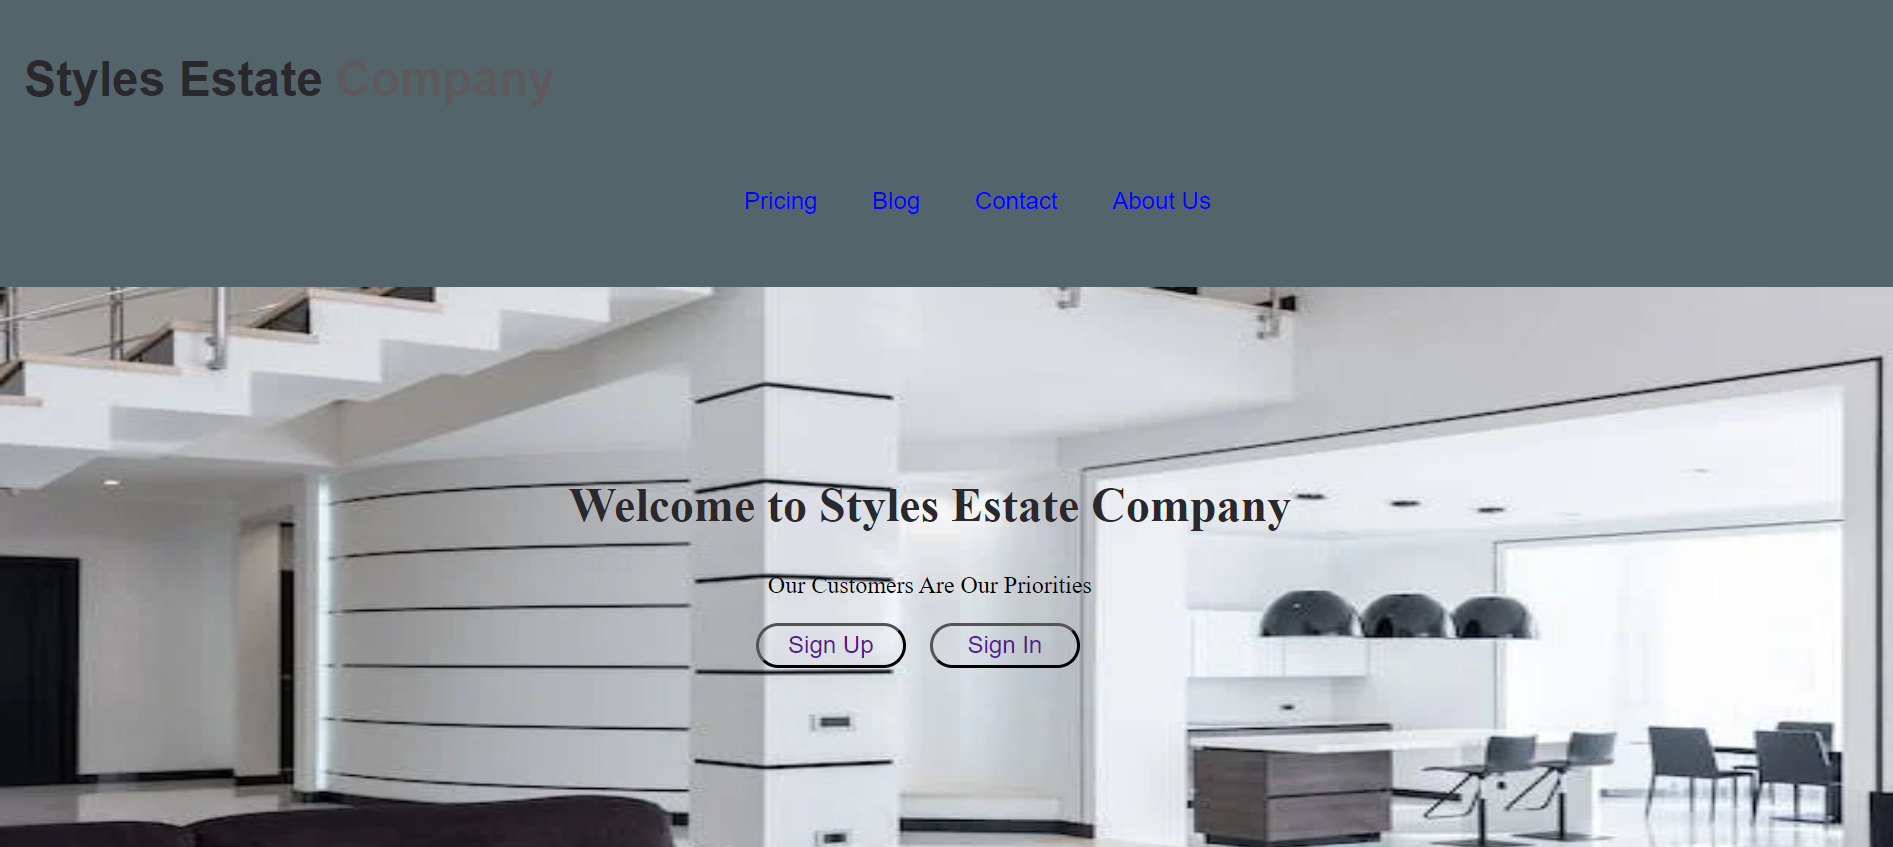 Styles Estate Company
Pricing Blog Contact About Us
Welcome to Styles Estate Company
Our Customers Are Our Priorities
Sign Up Sign In